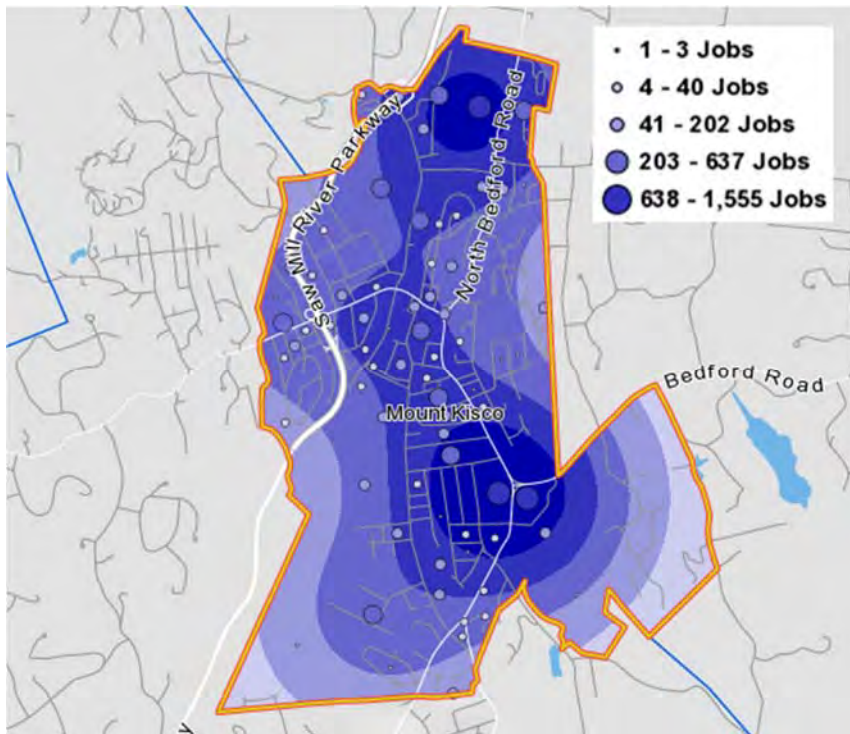 1 - 3 Jobs
4 - 40 Jobs
41 - 202 Jobs
203 - 637 Jobs
638 - 1,555 Jobs
Saw Mill River Parkway
North Bedford Road
Bedford Road
Mount Kisco
y